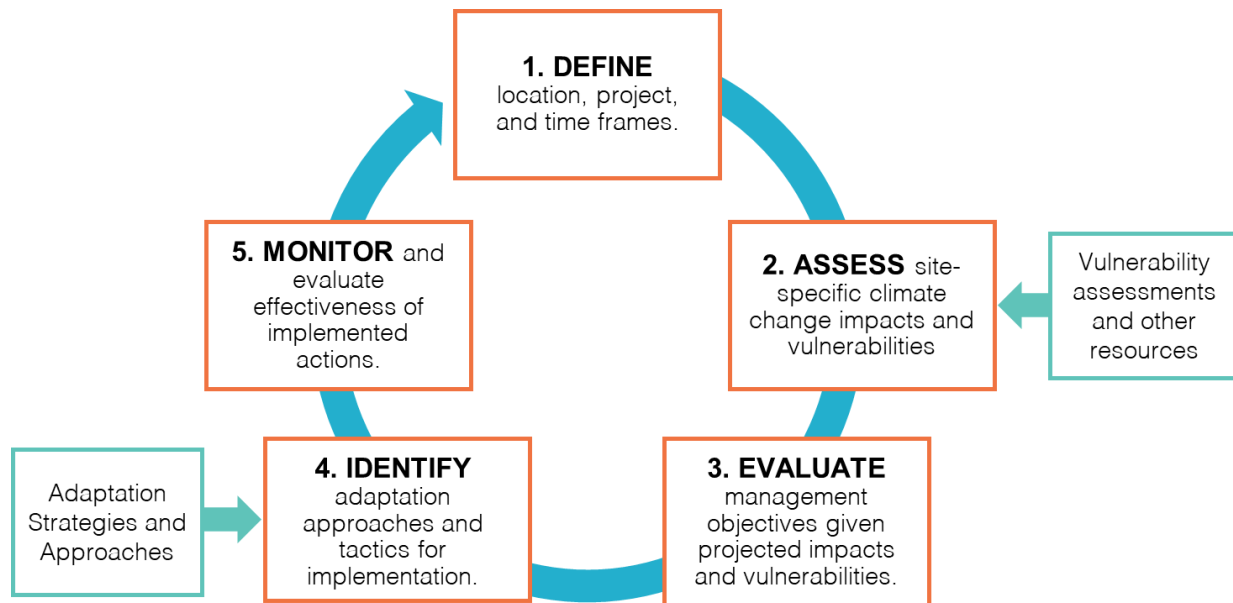 1. DEFINE
location, project,
and time frames.
2. ASSESS site-
specific climate
change impacts and
vulnerabilities
Vulnerability
assessments
and other
resources
3. EVALUATE
management
objectives given
projected impacts
and vulnerabilities.
4. IDENTIFY
adaptation
approaches and
tactics for
implementation.
Adaptation
Strategies and
Approaches
5. MONITOR and
evaluate
effectiveness of
implemented
actions.